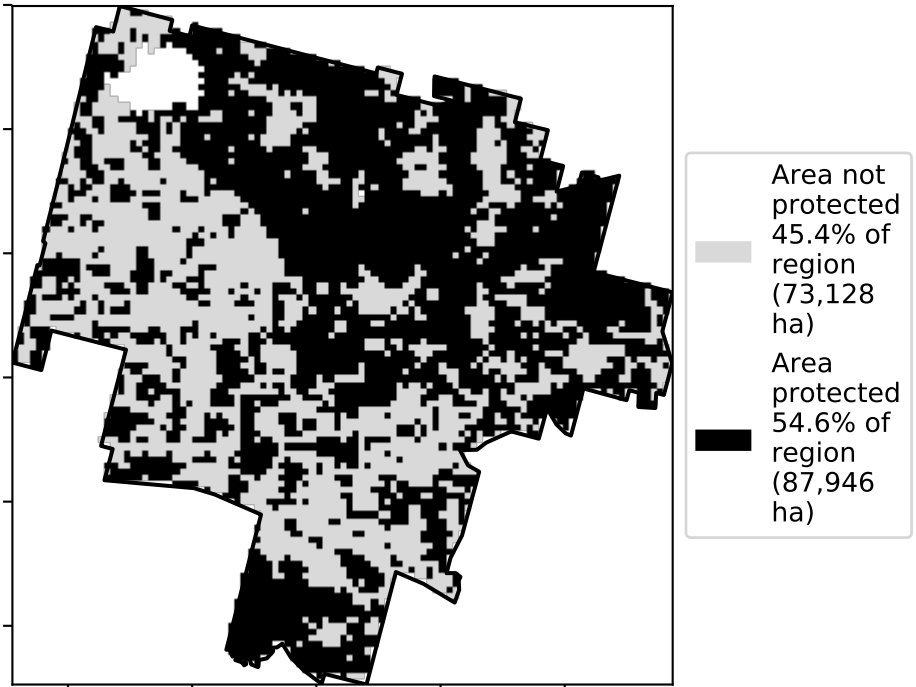 Area not
protected
45.4% of
region
(73,128
ha)
Area
protected
54.6% of
region
(87,946
ha)